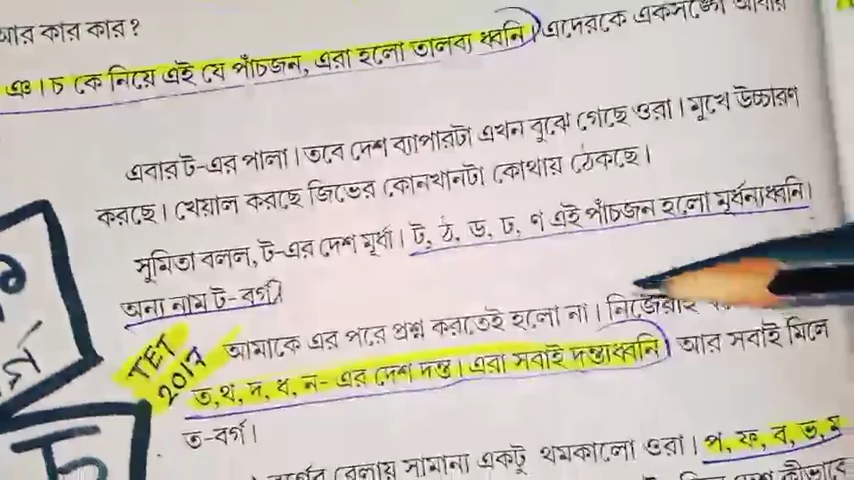 আর কার কার?
ঞ। চ কে নিয়ে এই যে পাঁচজন, এরা হলো তালব্য ধ্বনি। এদেরকে একসঙ্গে আবার
এবার ট-এর পালা। তবে দেশ ব্যাপারটা এখন বুঝে গেছে ওরা। মুখে উচ্চারণ
করছে। খেয়াল করছে জিভের কোনখানটা কোথায় ঠেকছে।
সুমিতা বলল, ট-এর দেশ মূর্ধা। ট, ঠ, ড, ঢ, ণ এই পাঁচজন হলো মূর্ধন্যধ্বনি।
অন্য নাম ট-বর্গ।
আমাকে এর পরে প্রশ্ন করতেই হলো না। নিজেরাই
TET
2017
ত, থ, দ, ধ, ন- এর দেশ দন্ত। এরা সবাই দন্ত্যধ্বনি। আর সবাই মিলে
ত-বর্গ।
বেলায় সামান্য একটু থমকালো ওরা। প, ফ, ব, ভ, ম